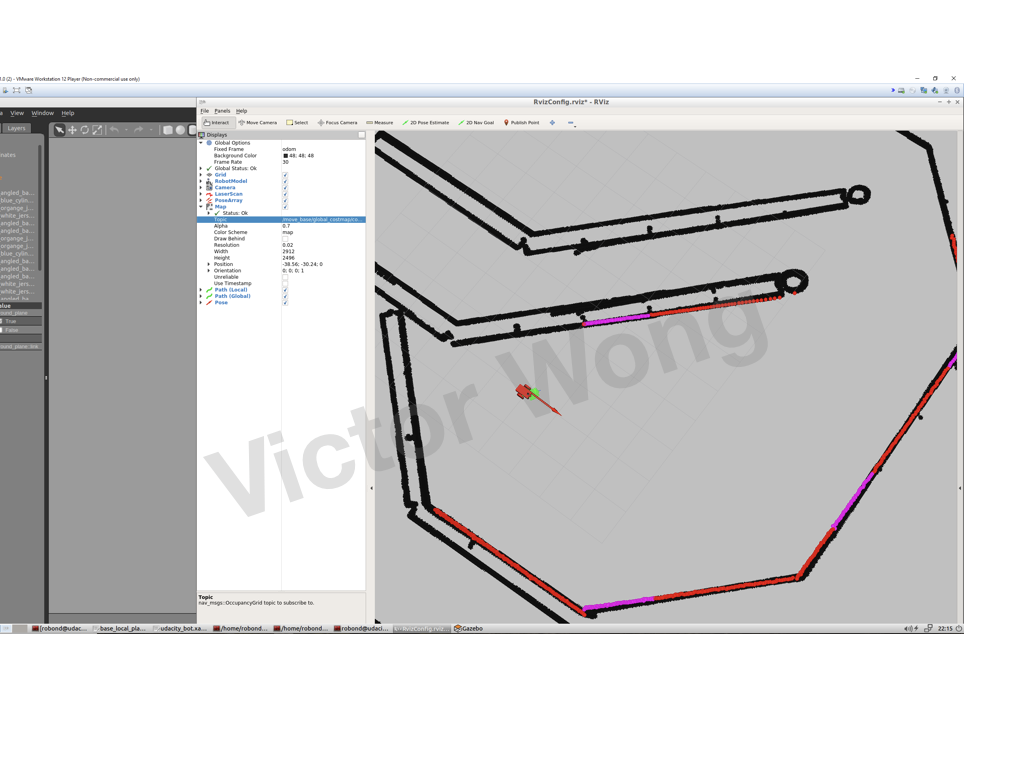 1.0 (2) - VMware Workstation 12 Player (Non-commercial use only)
RvizConfig.rviz* - RViz
View Window Help
File Panels Help
Interact Move Camera Select Focus Camera Measure 2D Pose Estimate 2D Nav Goal Publish Point
Layers
Displays
Global Options
Fixed Frame odom
Background Color 48; 48; 48
Frame Rate 30
Global Status: Ok
Grid
RobotModel
Camera
LaserScan
PoseArray
Map
Status: Ok
Topic /move_base/global_costmap/co...
Alpha 0.7
Color Scheme map
Draw Behind
Resolution 0.02
Width 2912
Height 2496
Position -38.56; -30.24; 0
Orientation 0; 0; 0; 1
Unreliable
Use Timestamp
Path (Local)
Path (Global)
Pose
inates
angled_ba...
blue_cylin...
organge_j...
white_jers...
angled_ba...
angled_ba...
organge_j...
angled_ba...
blue_cylin...
angled_ba...
angled_ba...
angled_ba...
white_jers...
angled_ba...
alue
ound_plane
True
False
Victor Wong
Topic
nav_msgs::OccupancyGrid topic to subscribe to.
[robond@udac... base_local_pla... udacity_bot.xa... /home/robond... /home/robond... robond@udaci... Gazebo 22:15